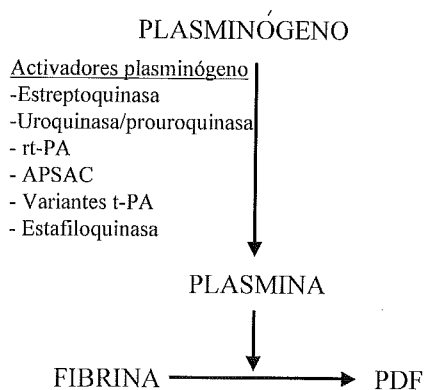 PLASMINÓGENO
Activadores plasminógeno
-Estreptoquinasa
-Uroquinasa/prouroquinasa
- rt-PA
- APSAC
- Variantes t-PA
- Estafiloquinasa
PLASMINA
FIBRINA PDF